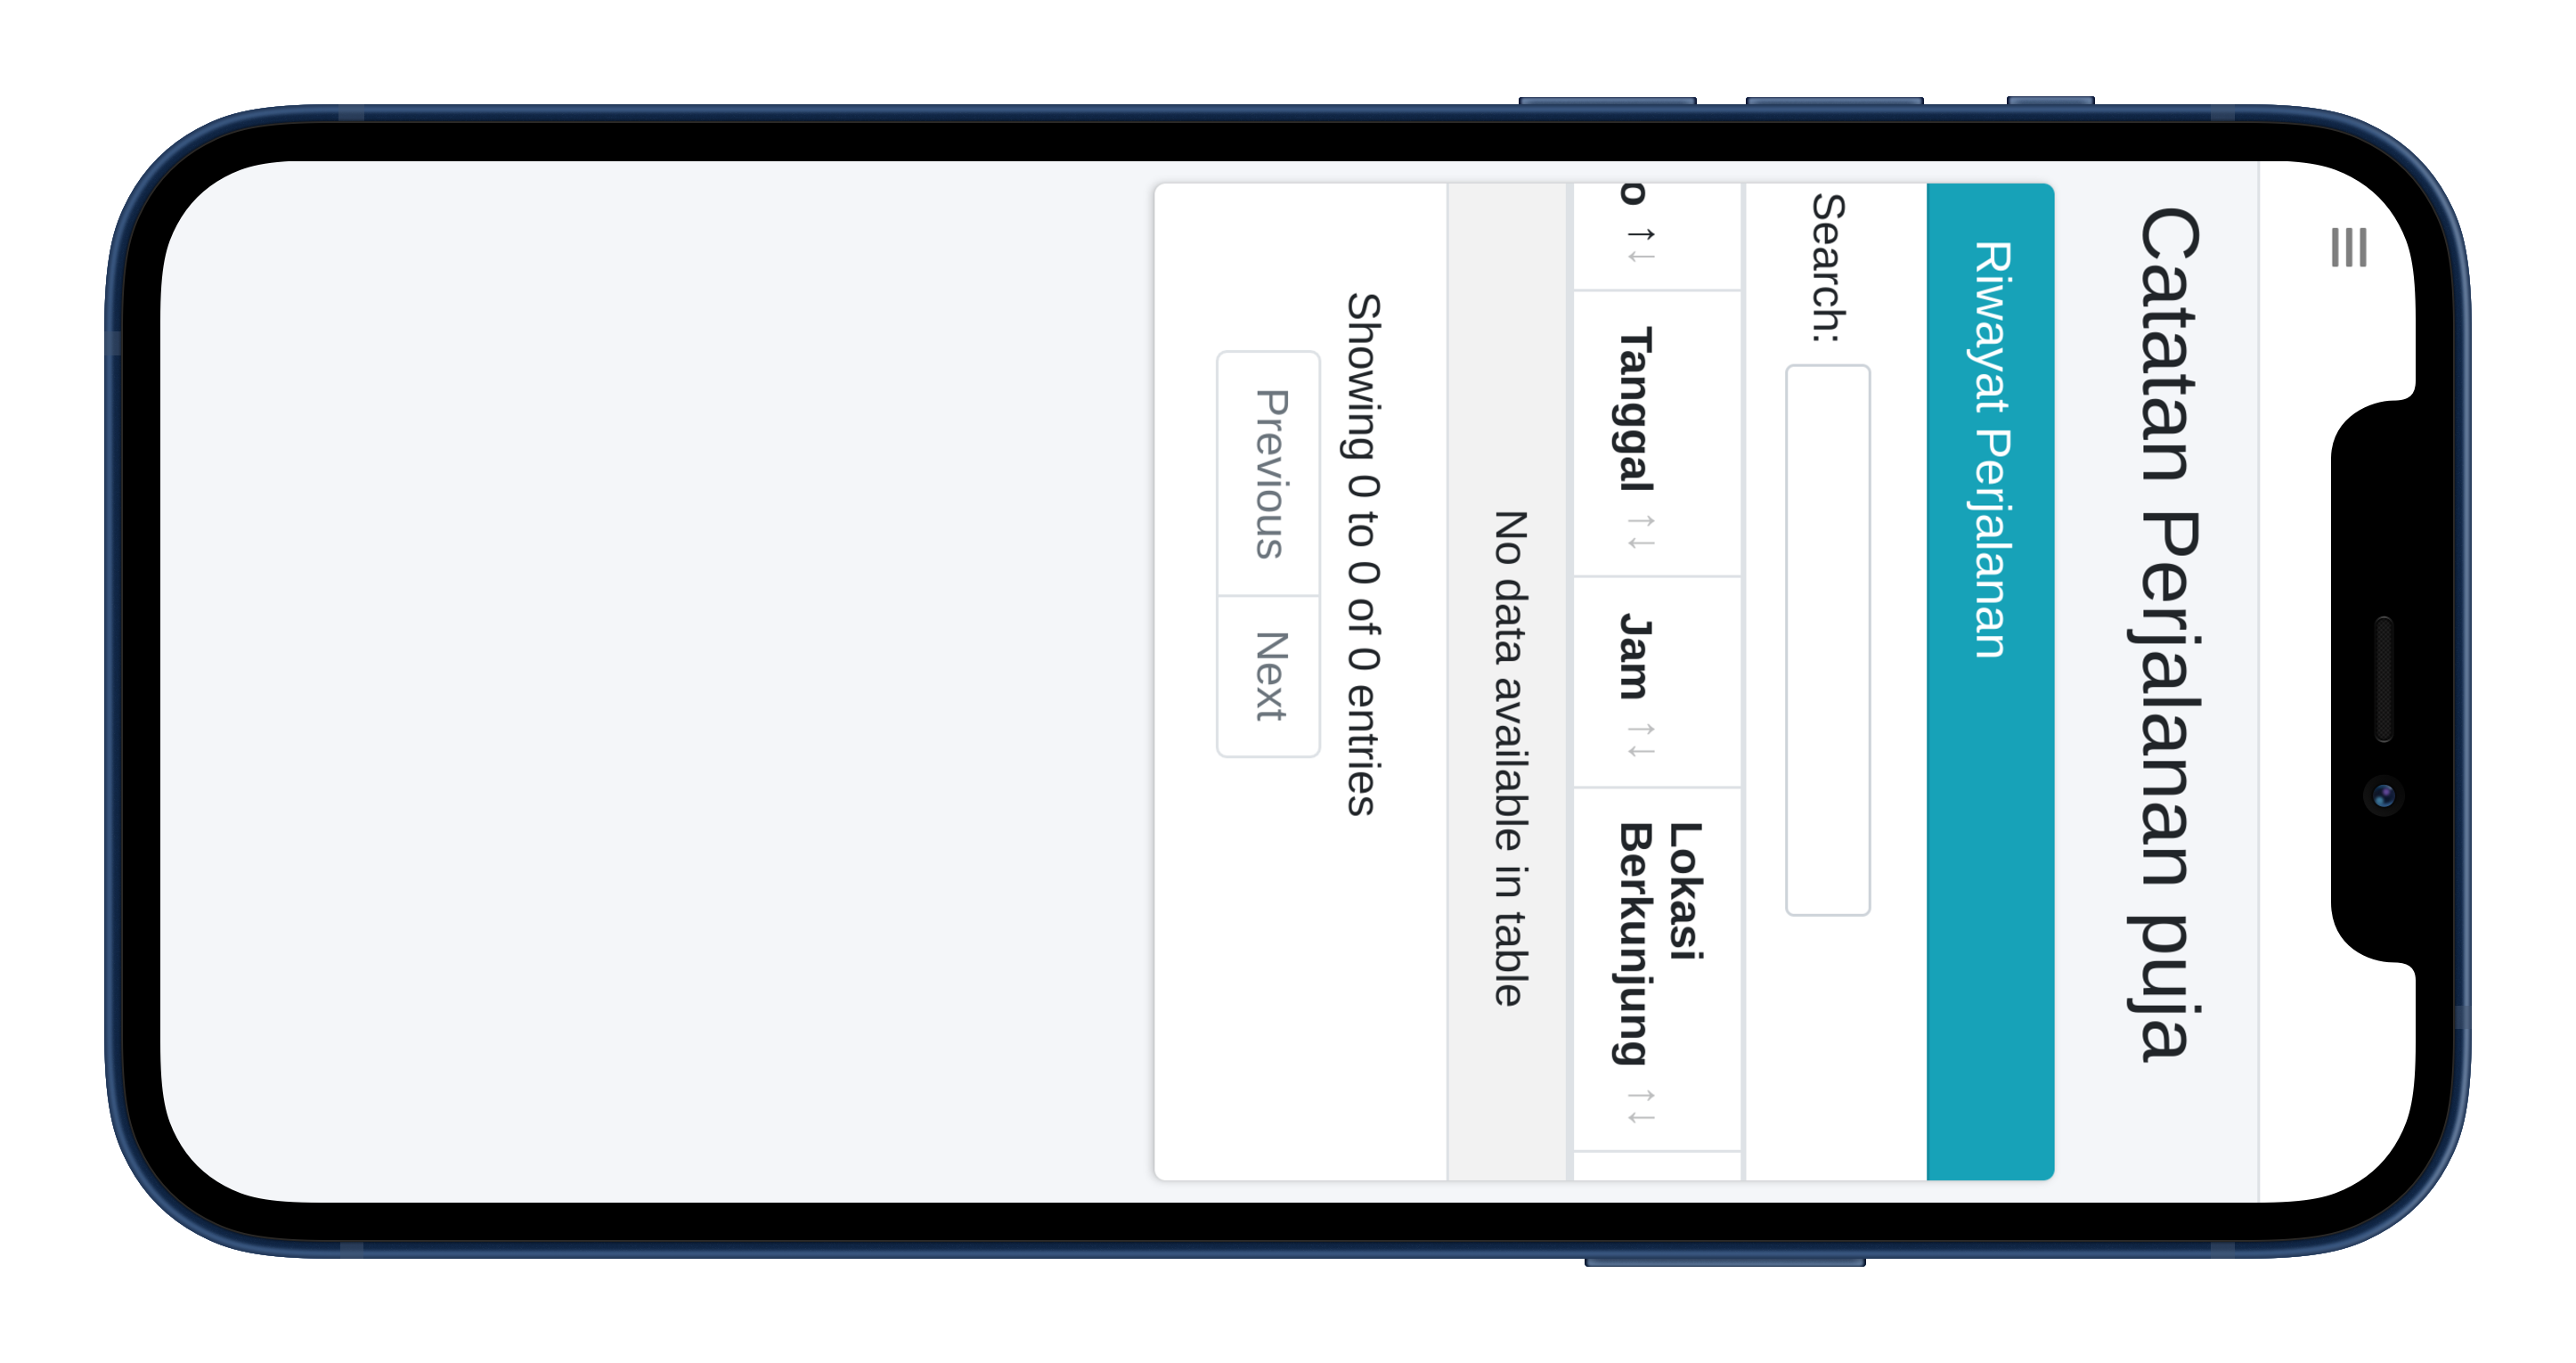 Catatan Perjalanan puja
Riwayat Perjalanan
Search:
o ↑↓ Tanggal ↑↓ Jam ↑↓ Lokasi
Berkunjung ↑↓
No data available in table
Showing 0 to 0 of 0 entries
Previous Next